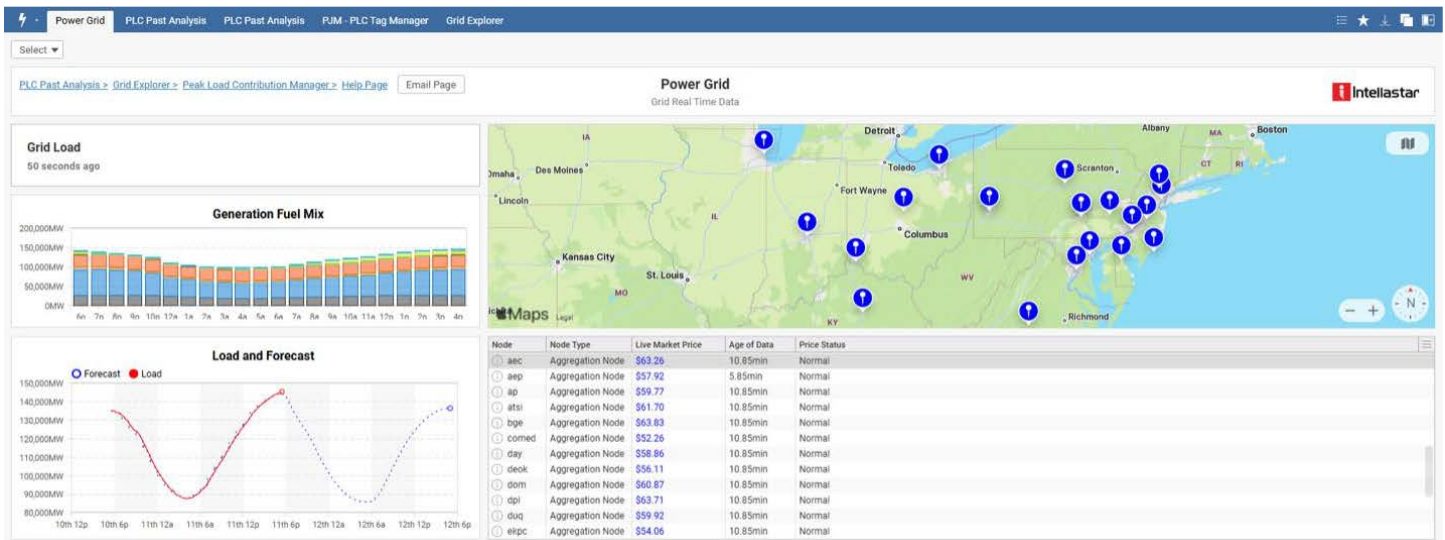 Power Grid PLC Past Analysis PLC Past Analysis PJM - PLC Tag Manager Grid Explorer
Select
PLC Past Analysis > Grid Explorer > Peak Load Contribution Manager > Help Page Email Page
Power Grid
Grid Real Time Data
Intellastar
Grid Load
50 seconds ago
Generation Fuel Mix
200,000MW
150,000MW
100,000MW
50,000MW
0MW
6p 7p 8p 9p 10p 12a 1a 2a 3a 4a 5a 6a 7a 8a 9a 10a 11a 12p 1p 2p 3p 4p
Load and Forecast
Forecast Load
150,000MW
140,000MW
130,000MW
120,000MW
110,000MW
100,000MW
90,000MW
80,000MW
10th 12p 10th 6p 11th 12a 11th 6a 11th 12p 11th 6p 12th 12a 12th 6a 12th 12p 12th 6p
IA
Detroit
Albany
MA
Boston
Omaha
Des Moines
Toledo
Scranton
CT
RI
Lincoln
Fort Wayne
IL
Columbus
Kansas City
St. Louis
WV
MO
Maps Legal
KY
Richmond
N
Node Node Type Live Market Price Age of Data Price Status
aec Aggregation Node $63.26 10.85min Normal
aep Aggregation Node $57.92 5.85min Normal
ap Aggregation Node $59.77 10.85min Normal
atsi Aggregation Node $61.70 10.85min Normal
bge Aggregation Node $63.83 10.85min Normal
comed Aggregation Node $52.26 10.85min Normal
day Aggregation Node $58.86 10.85min Normal
deok Aggregation Node $56.11 10.85min Normal
dom Aggregation Node $60.87 10.85min Normal
dpl Aggregation Node $63.71 10.85min Normal
duq Aggregation Node $59.92 10.85min Normal
ekpc Aggregation Node $54.06 10.85min Normal